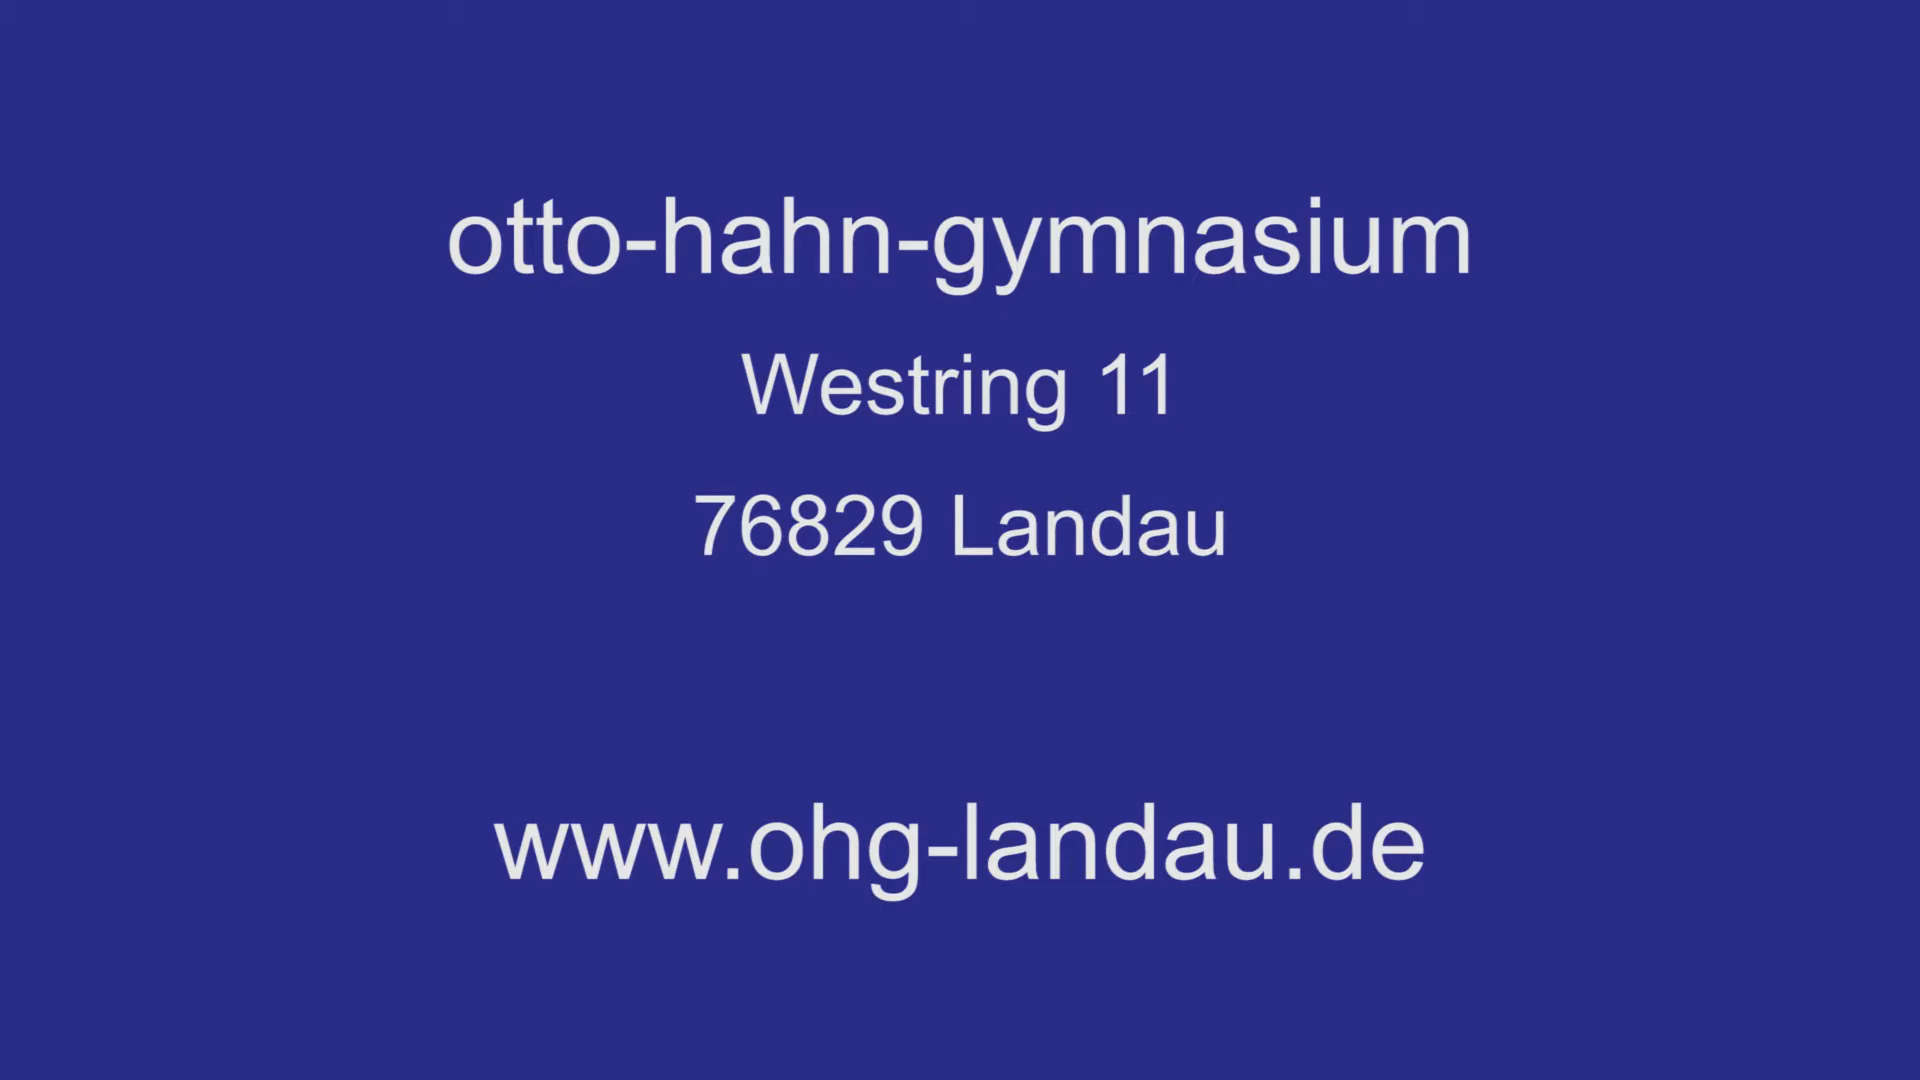 otto-hahn-gymnasium
Westring 11
76829 Landau
www.ohg-landau.de